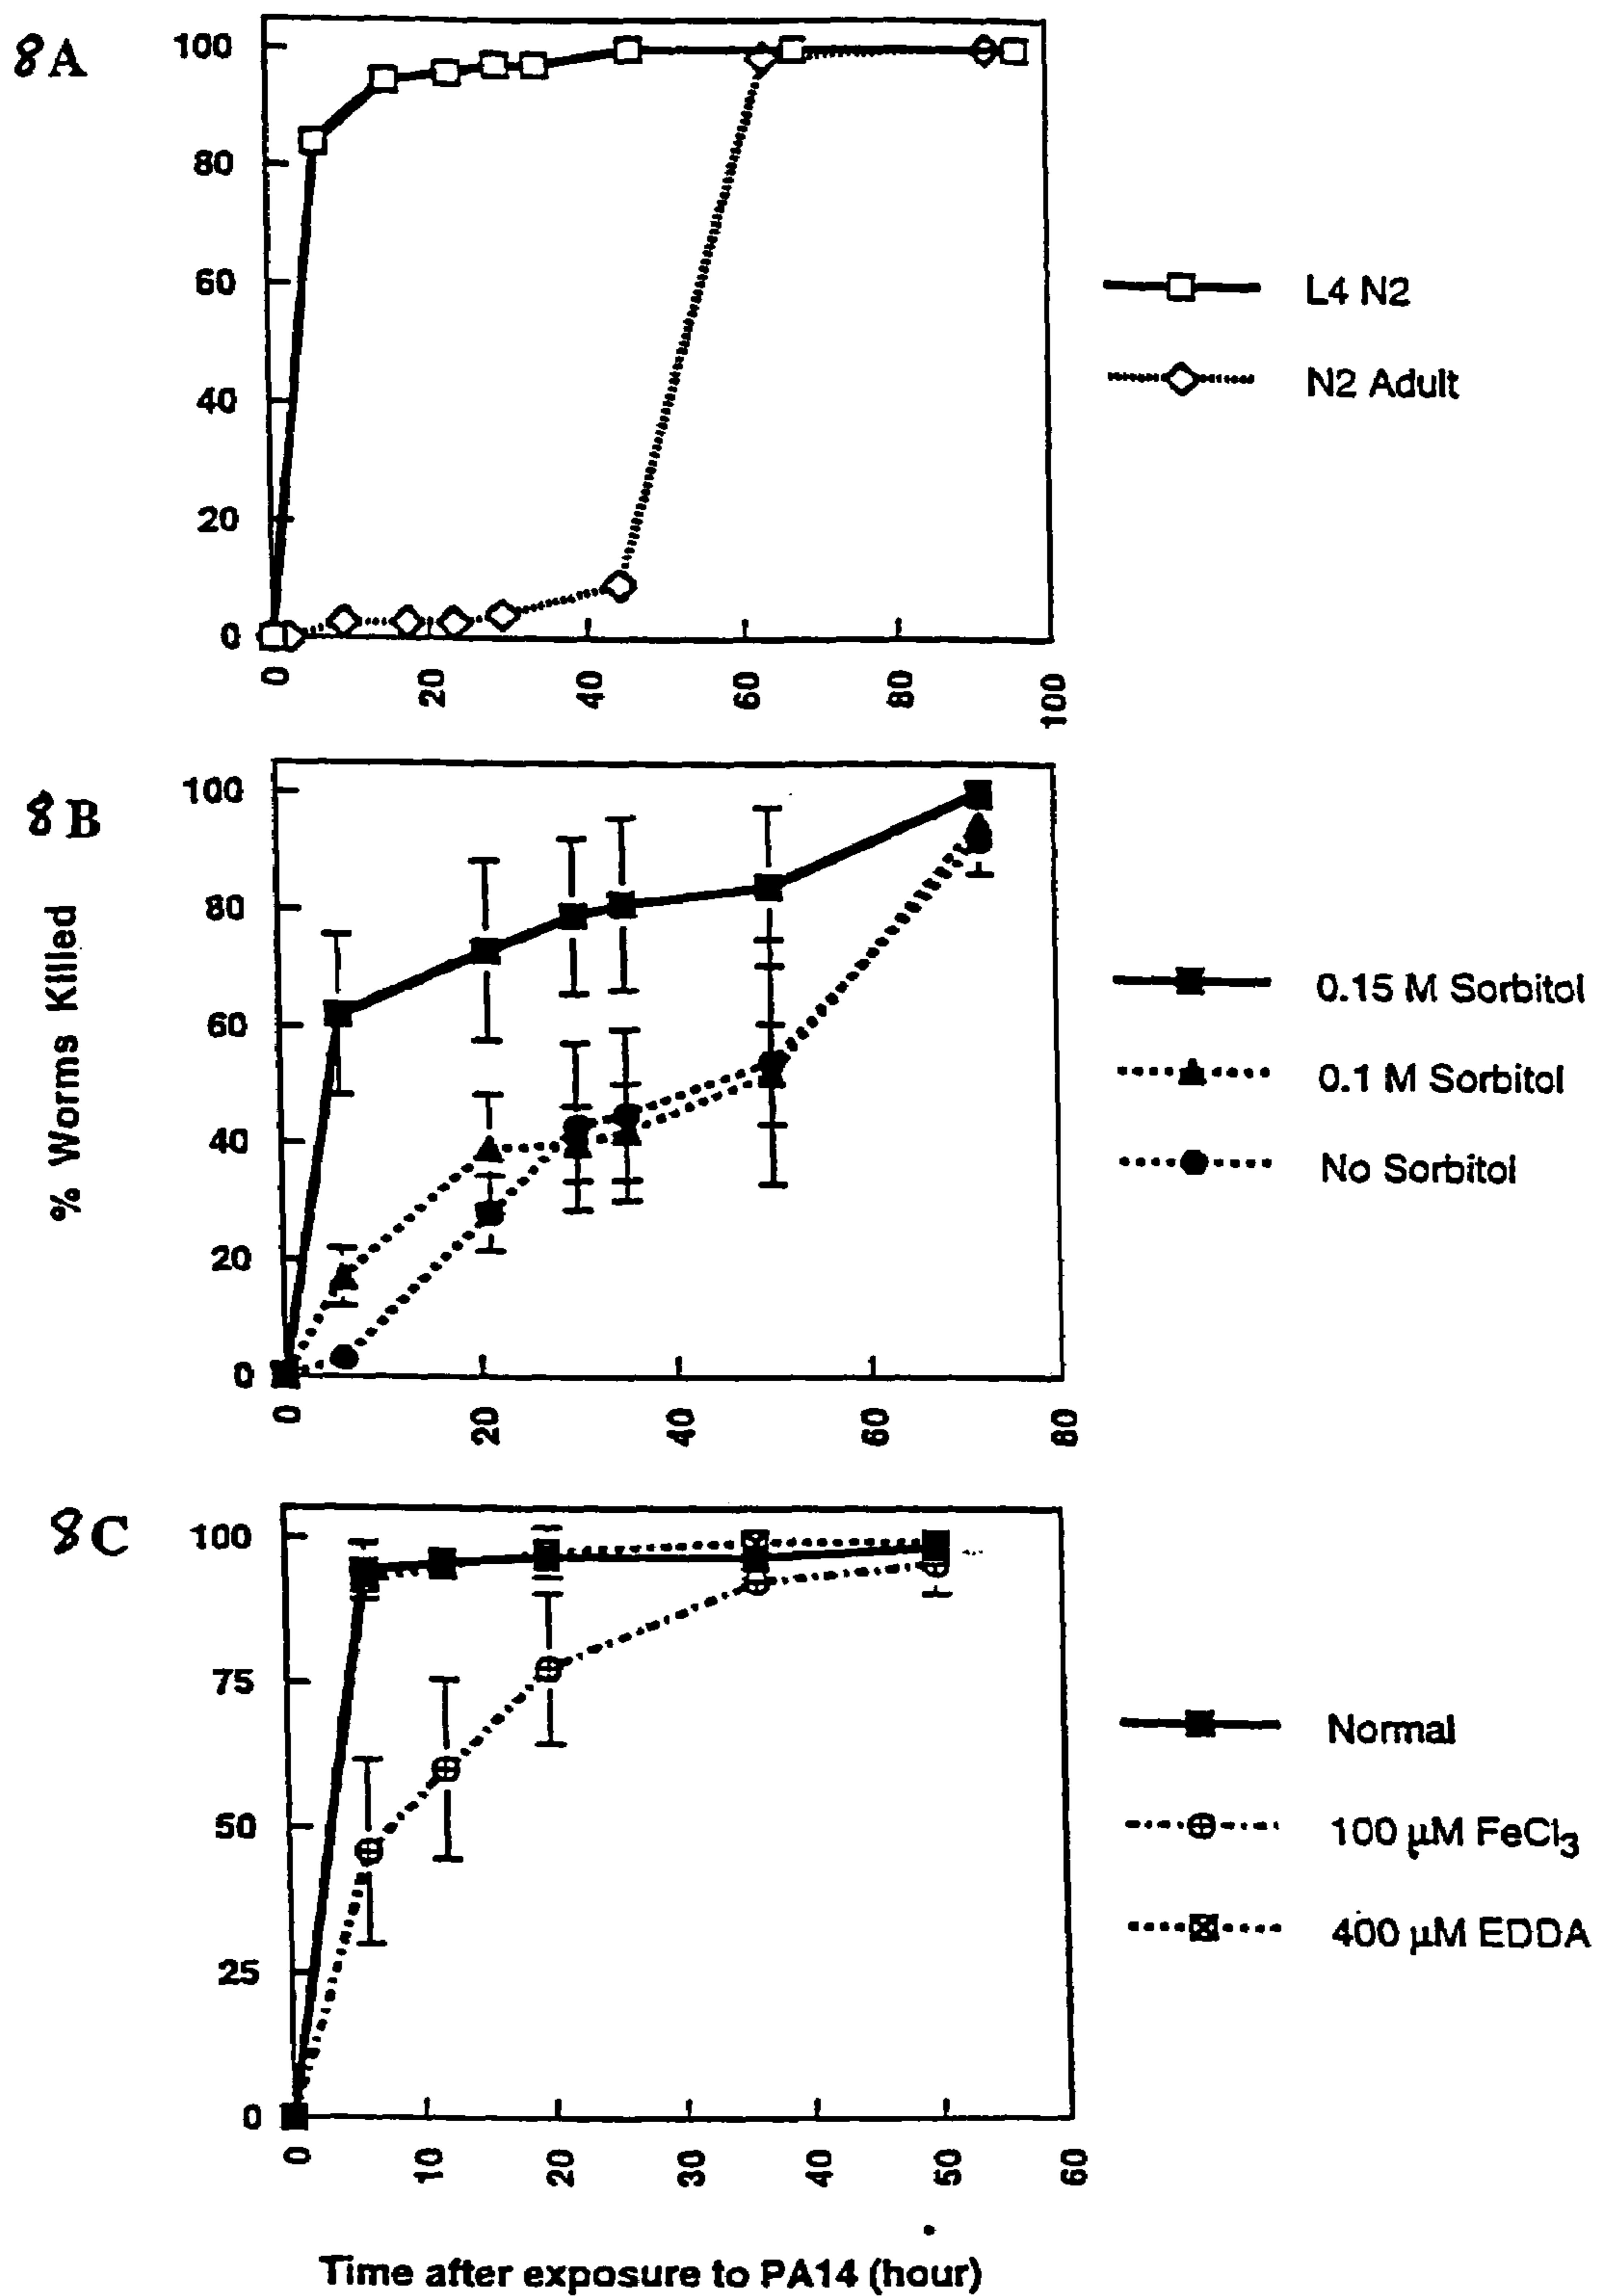 8A
100
80
60
40
20
0
0 20 40 60 80 100
L4 N2
N2 Adult
8B
% Worms Killed
100
80
60
40
20
0
0 20 40 60 80
0.15 M Sorbitol
0.1 M Sorbitol
No Sorbitol
8C
100
75
50
25
0
0 10 20 30 40 50 60
Normal
100 µM FeCl₃
400 µM EDDA
Time after exposure to PA14 (hour)